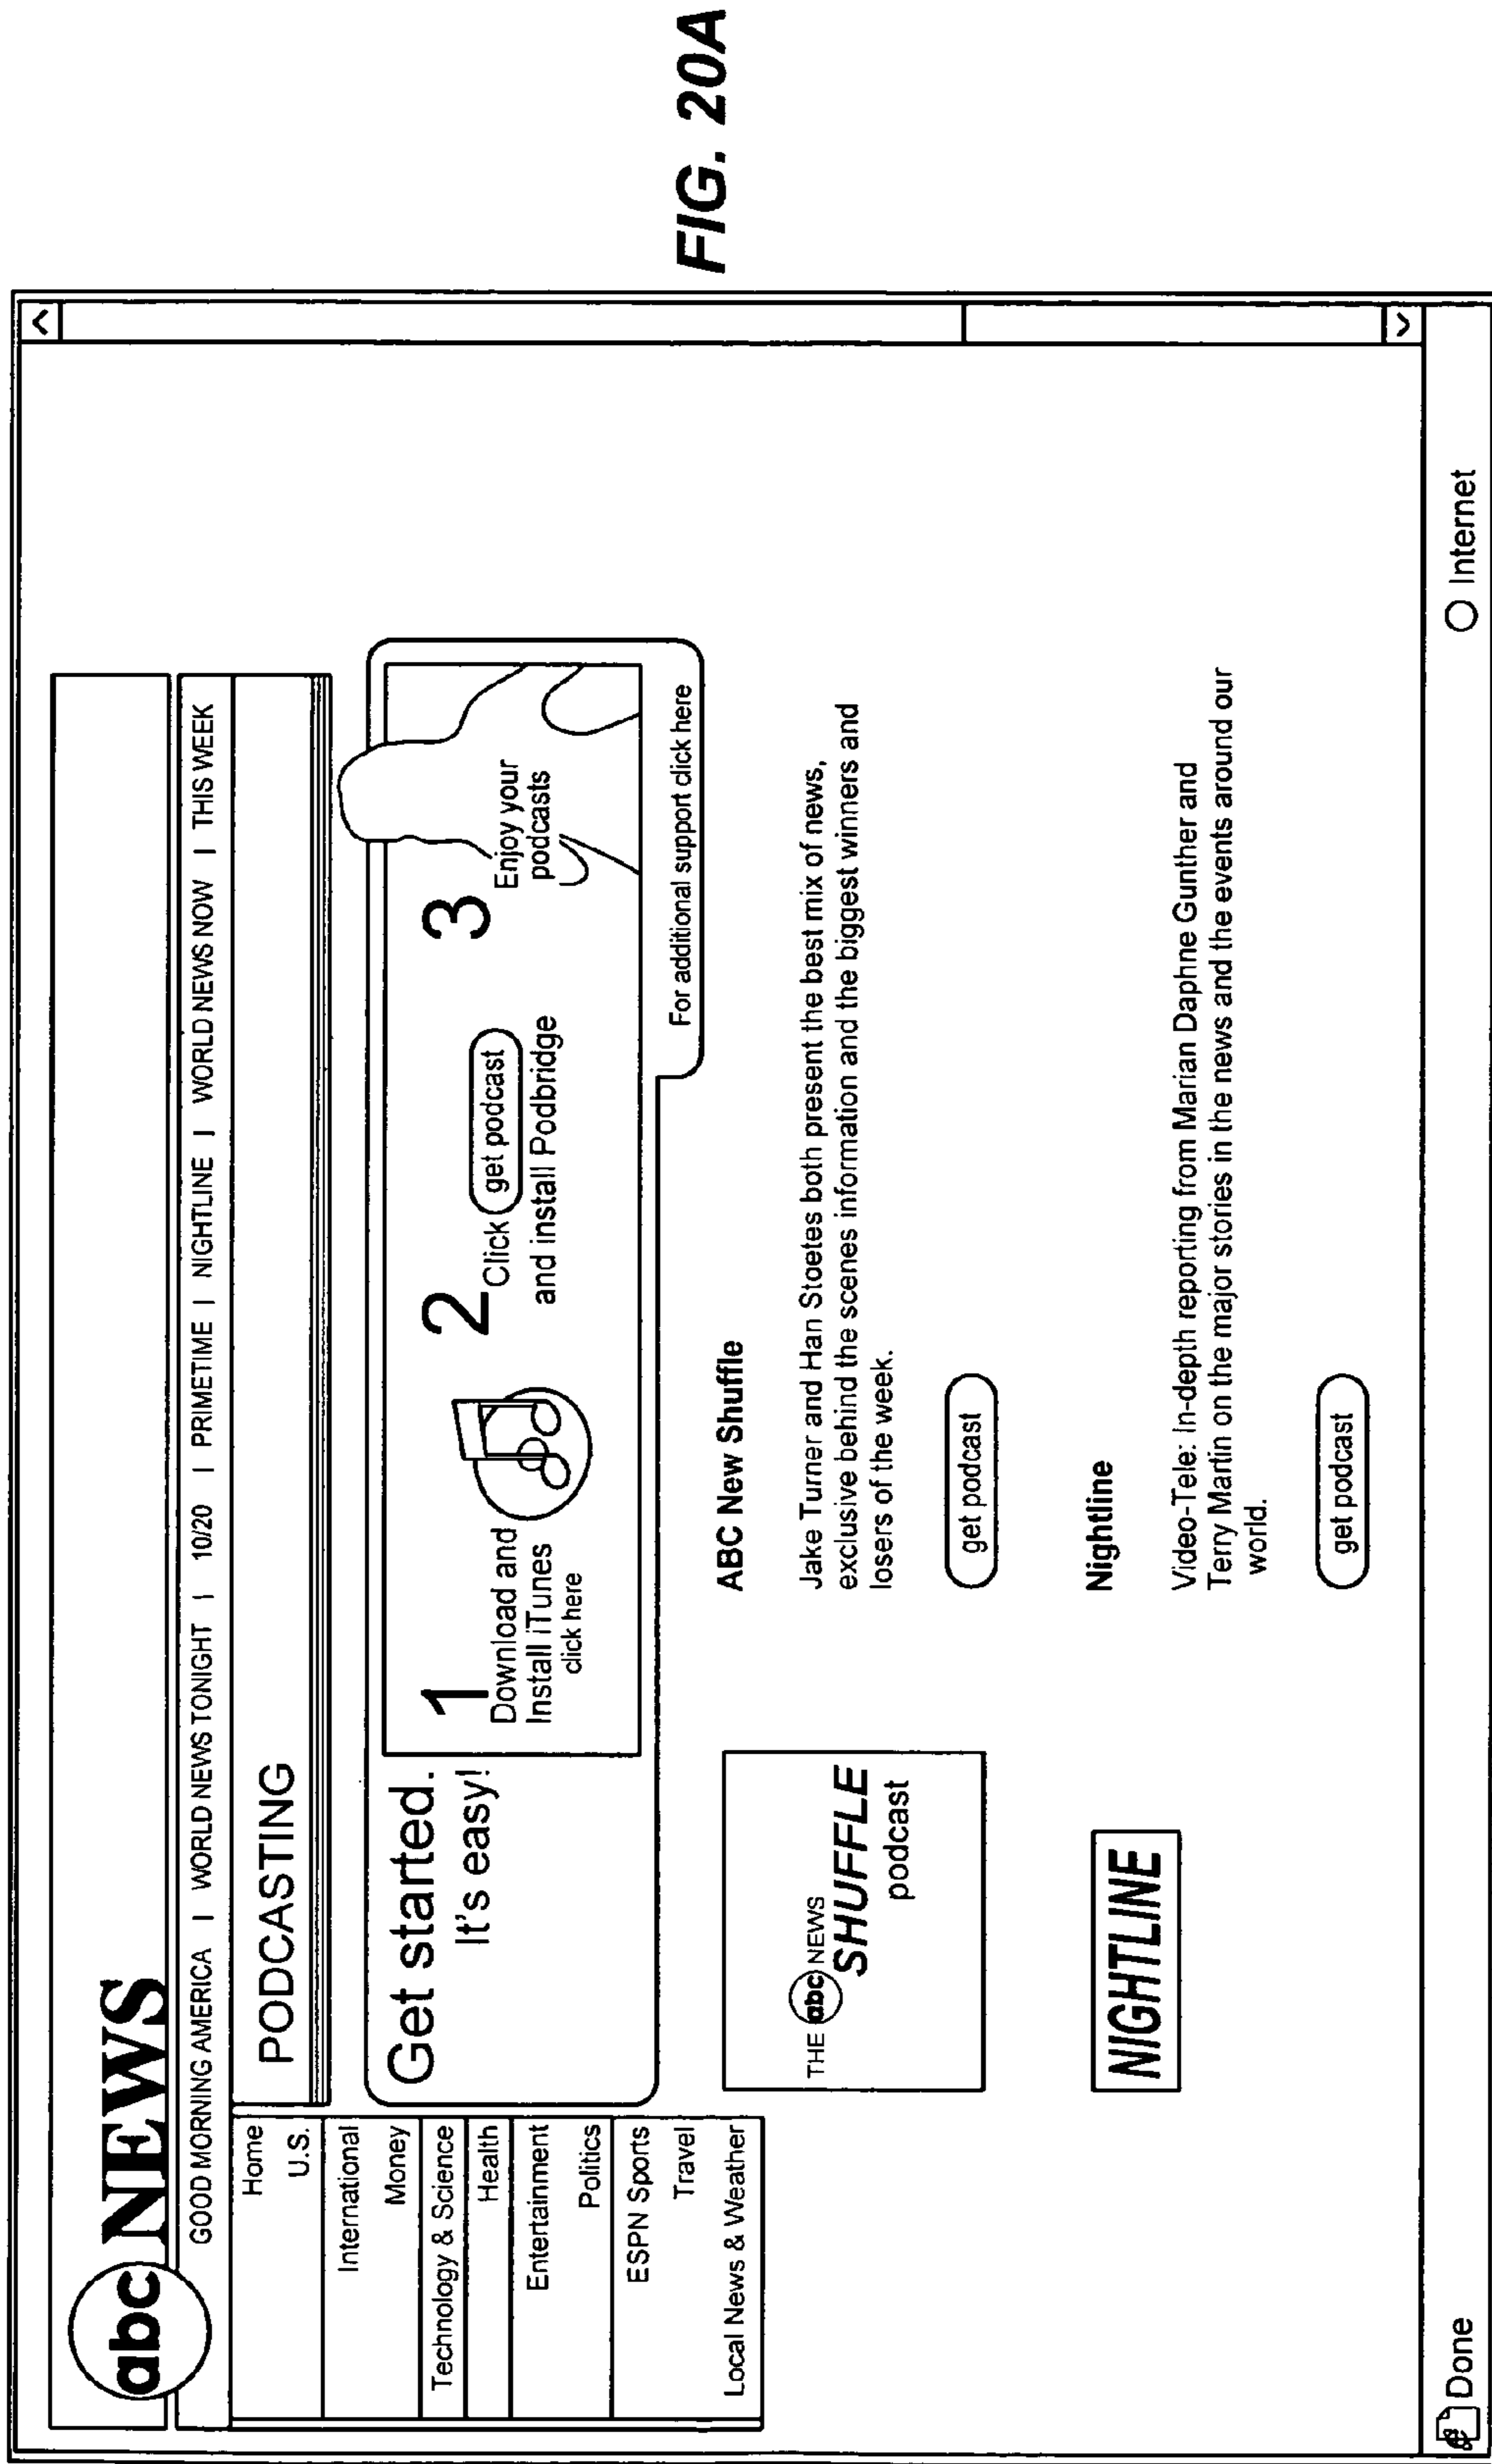 abc NEWS
GOOD MORNING AMERICA | WORLD NEWS TONIGHT | 10/20 | PRIMETIME | NIGHTLINE | WORLD NEWS NOW | THIS WEEK
Home
U.S.
International
Money
Technology & Science
Health
Entertainment
Politics
ESPN Sports
Travel
Local News & Weather
PODCASTING
Get started.
It's easy!
1
Download and
Install iTunes
click here
2
Click get podcast
and install Podbridge
3
Enjoy your
podcasts
For additional support click here
THE abc NEWS
SHUFFLE
podcast
ABC New Shuffle
Jake Turner and Han Stoetes both present the best mix of news,
exclusive behind the scenes information and the biggest winners and
losers of the week.
get podcast
NIGHTLINE
Nightline
Video-Tele: In-depth reporting from Marian Daphne Gunther and
Terry Martin on the major stories in the news and the events around our
world.
get podcast
Done
Internet
FIG. 20A